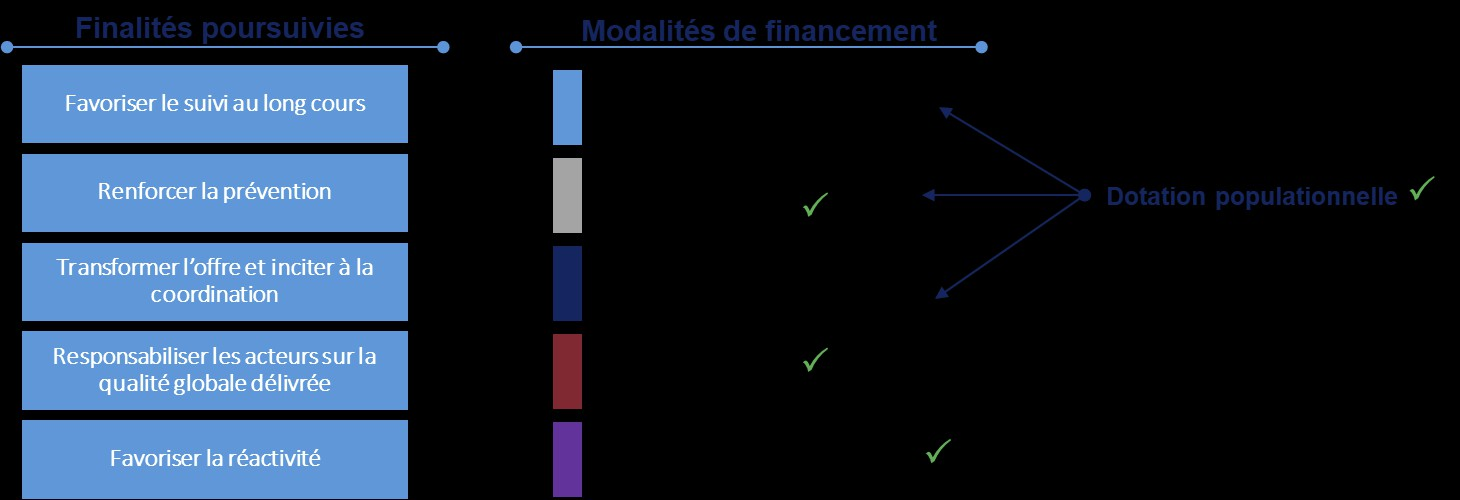 Finalités poursuivies
Modalités de financement
Favoriser le suivi au long cours
Renforcer la prévention
Transformer l'offre et inciter à la
coordination
Responsabiliser les acteurs sur la
qualité globale délivrée
Favoriser la réactivité
Dotation populationnelle